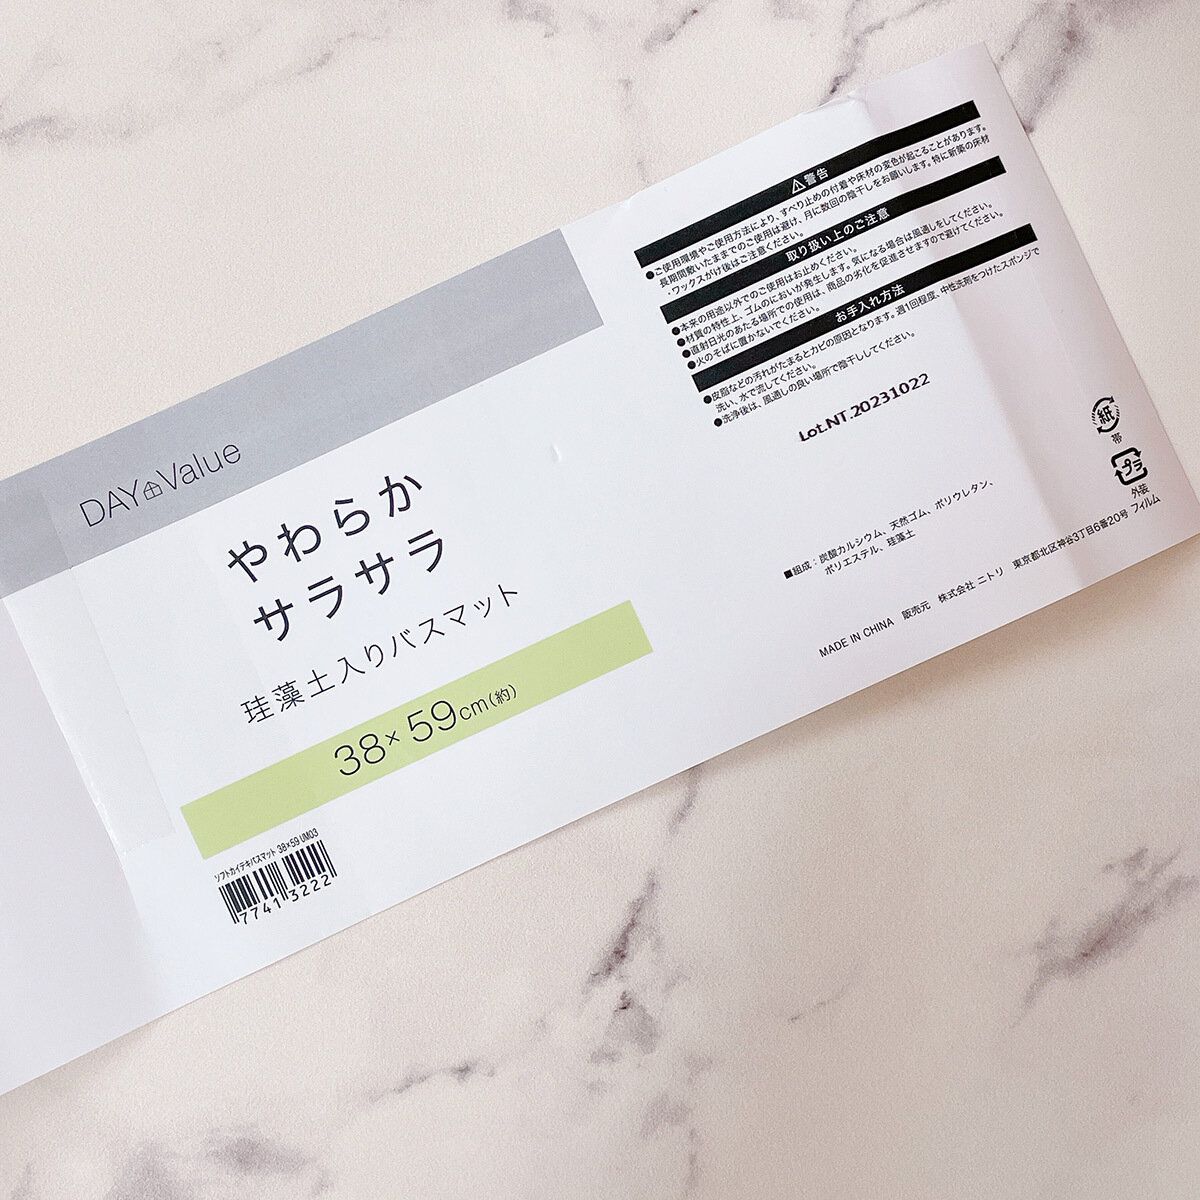 DAY Value
やわらか
サラサラ
珪藻土入りバスマット
38×59cm(約)
ソフトカイテキバスマット 38×59 UM03
7741 3222
⚠警告
●ご使用環境やご使用方法により、すべり止めの付着や床材の変色が起こることがあります。
長期間敷いたままでのご使用は避け、月に数回の陰干しをお願いします。特に新築の床材
・ワックスがけ後はご注意ください。
取り扱い上のご注意
●本来の用途以外でのご使用はお止めください。
●材質の特性上、ゴムのにおいが発生します。気になる場合は風通しをしてください。
●直射日光のあたる場所での使用は、商品の劣化を促進させますので避けてください。
●火のそばに置かないでください。
お手入れ方法
●皮脂などの汚れがたまるとカビの原因となります。週1回程度、中性洗剤をつけたスポンジで
洗い、水で流してください。
●洗浄後は、風通しの良い場所で陰干ししてください。
Lot.NT.20231022
紙
帯
プラ
外装
フィルム
■組成：炭酸カルシウム、天然ゴム、ポリウレタン、
ポリエステル、珪藻土
MADE IN CHINA 販売元 株式会社 ニトリ 東京都北区神谷3丁目6番20号